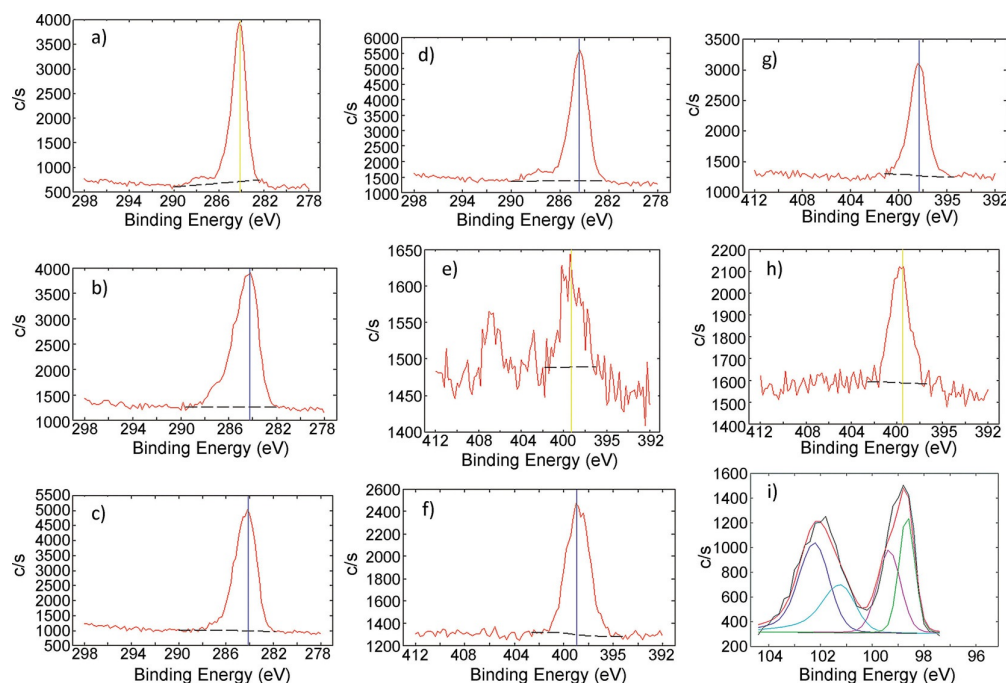 a)
4000
3500
3000
2500
2000
1500
1000
500
c/s
298 294 290 286 282 278
Binding Energy (eV)
d)
6000
5500
5000
4500
4000
3500
3000
2500
2000
1500
1000
c/s
298 294 290 286 282 278
Binding Energy (eV)
g)
3500
3000
2500
2000
1500
1000
c/s
412 408 404 400 395 392
Binding Energy (eV)
b)
4000
3000
2000
1000
c/s
298 294 290 286 282 278
Binding Energy (eV)
e)
1650
1600
1550
1500
1450
1400
c/s
412 408 404 400 395 392
Binding Energy (eV)
h)
2200
2100
2000
1900
1800
1700
1600
1500
1400
c/s
412 408 404 400 395 392
Binding Energy (eV)
c)
5500
5000
4500
4000
3500
3000
2500
2000
1500
1000
500
c/s
298 294 290 286 282 278
Binding Energy (eV)
f)
2600
2400
2200
2000
1800
1600
1400
1200
c/s
412 408 404 400 395 392
Binding Energy (eV)
i)
1600
1400
1200
1000
800
600
400
200
c/s
104 102 100 98 96
Binding Energy (eV)